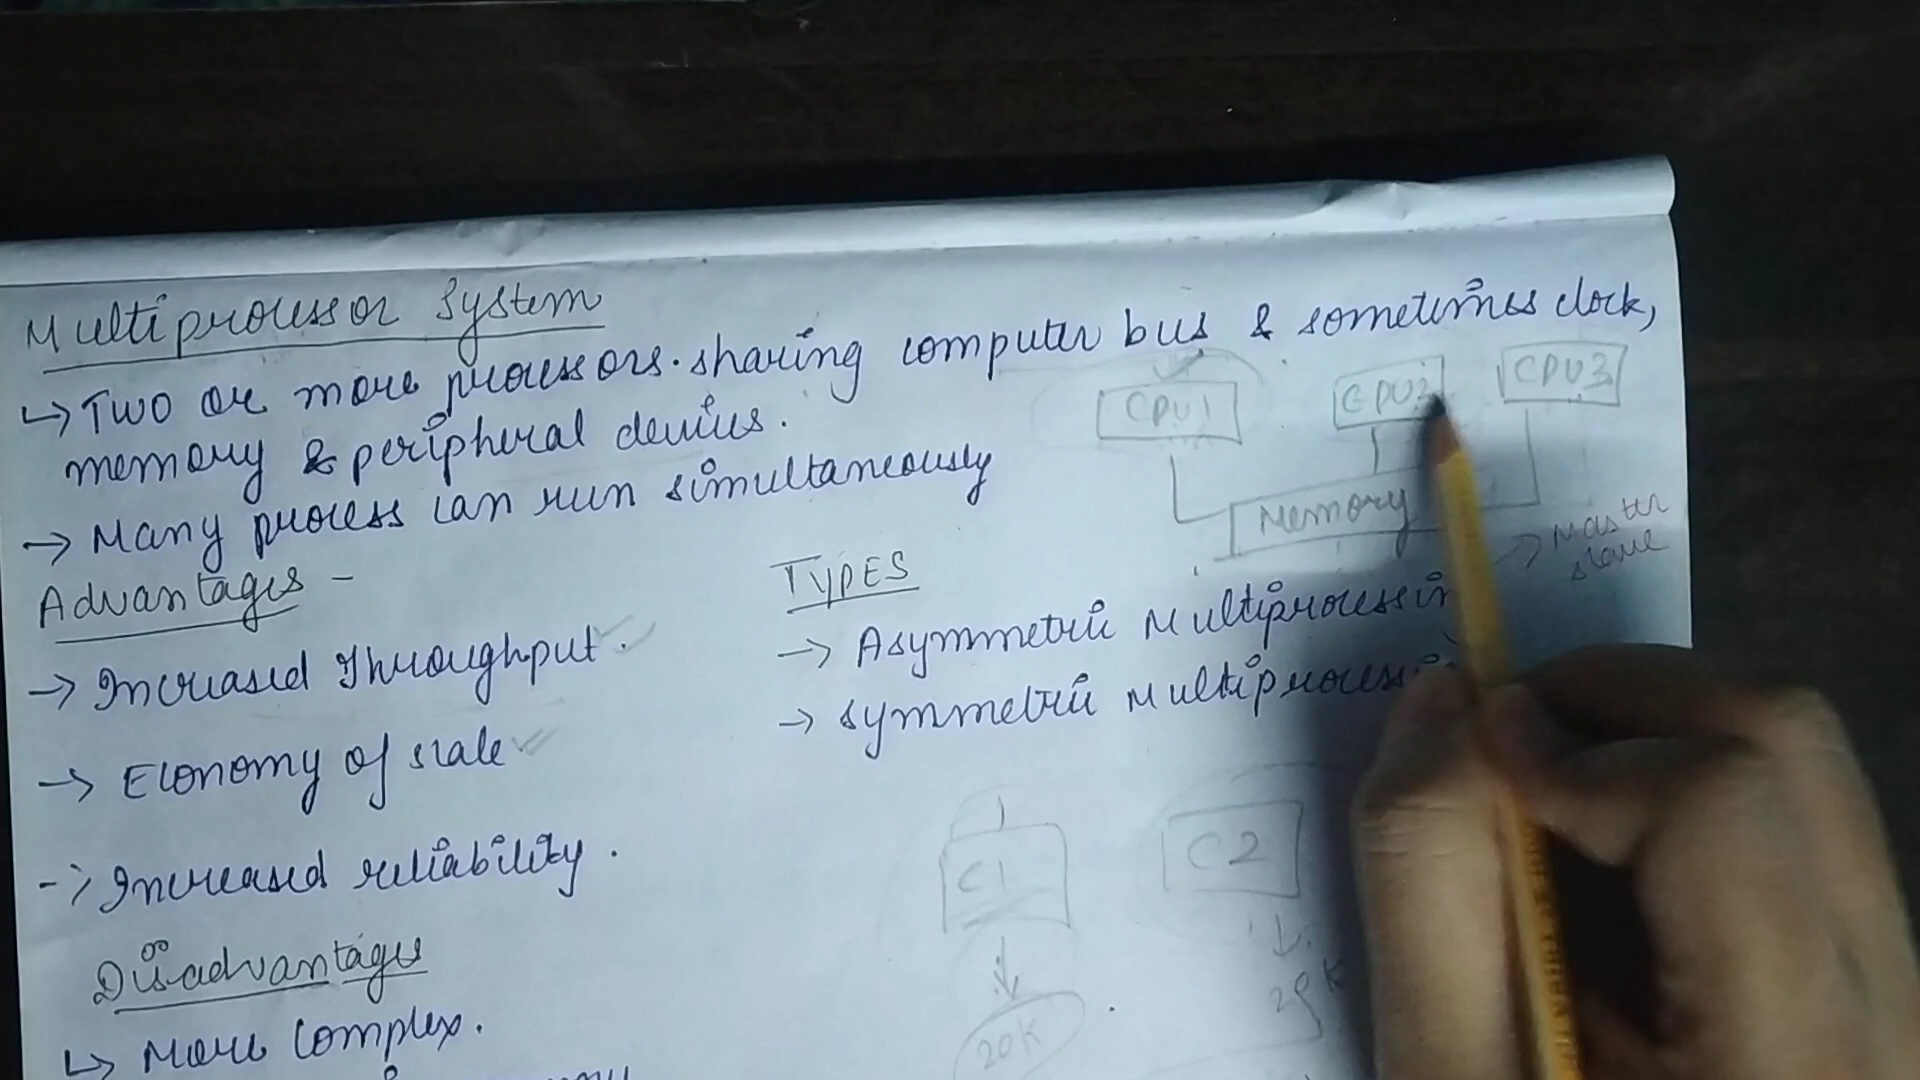 Multiprocessor System
↳ Two or more processors. sharing computer bus & sometimes clock,
memory & peripheral devices.
→ Many process can run simultaneously
CPU1
CPU2
CPU3
Memory
→ Master
slave
Advantages -
→ Increased Throughput.
→ Economy of scale
→ Increased reliability.
TYPES
→ Asymmetric Multiprocessin
→ Symmetric Multiprocessi
C1
C2
20K
Disadvantages
↳ More Complex.